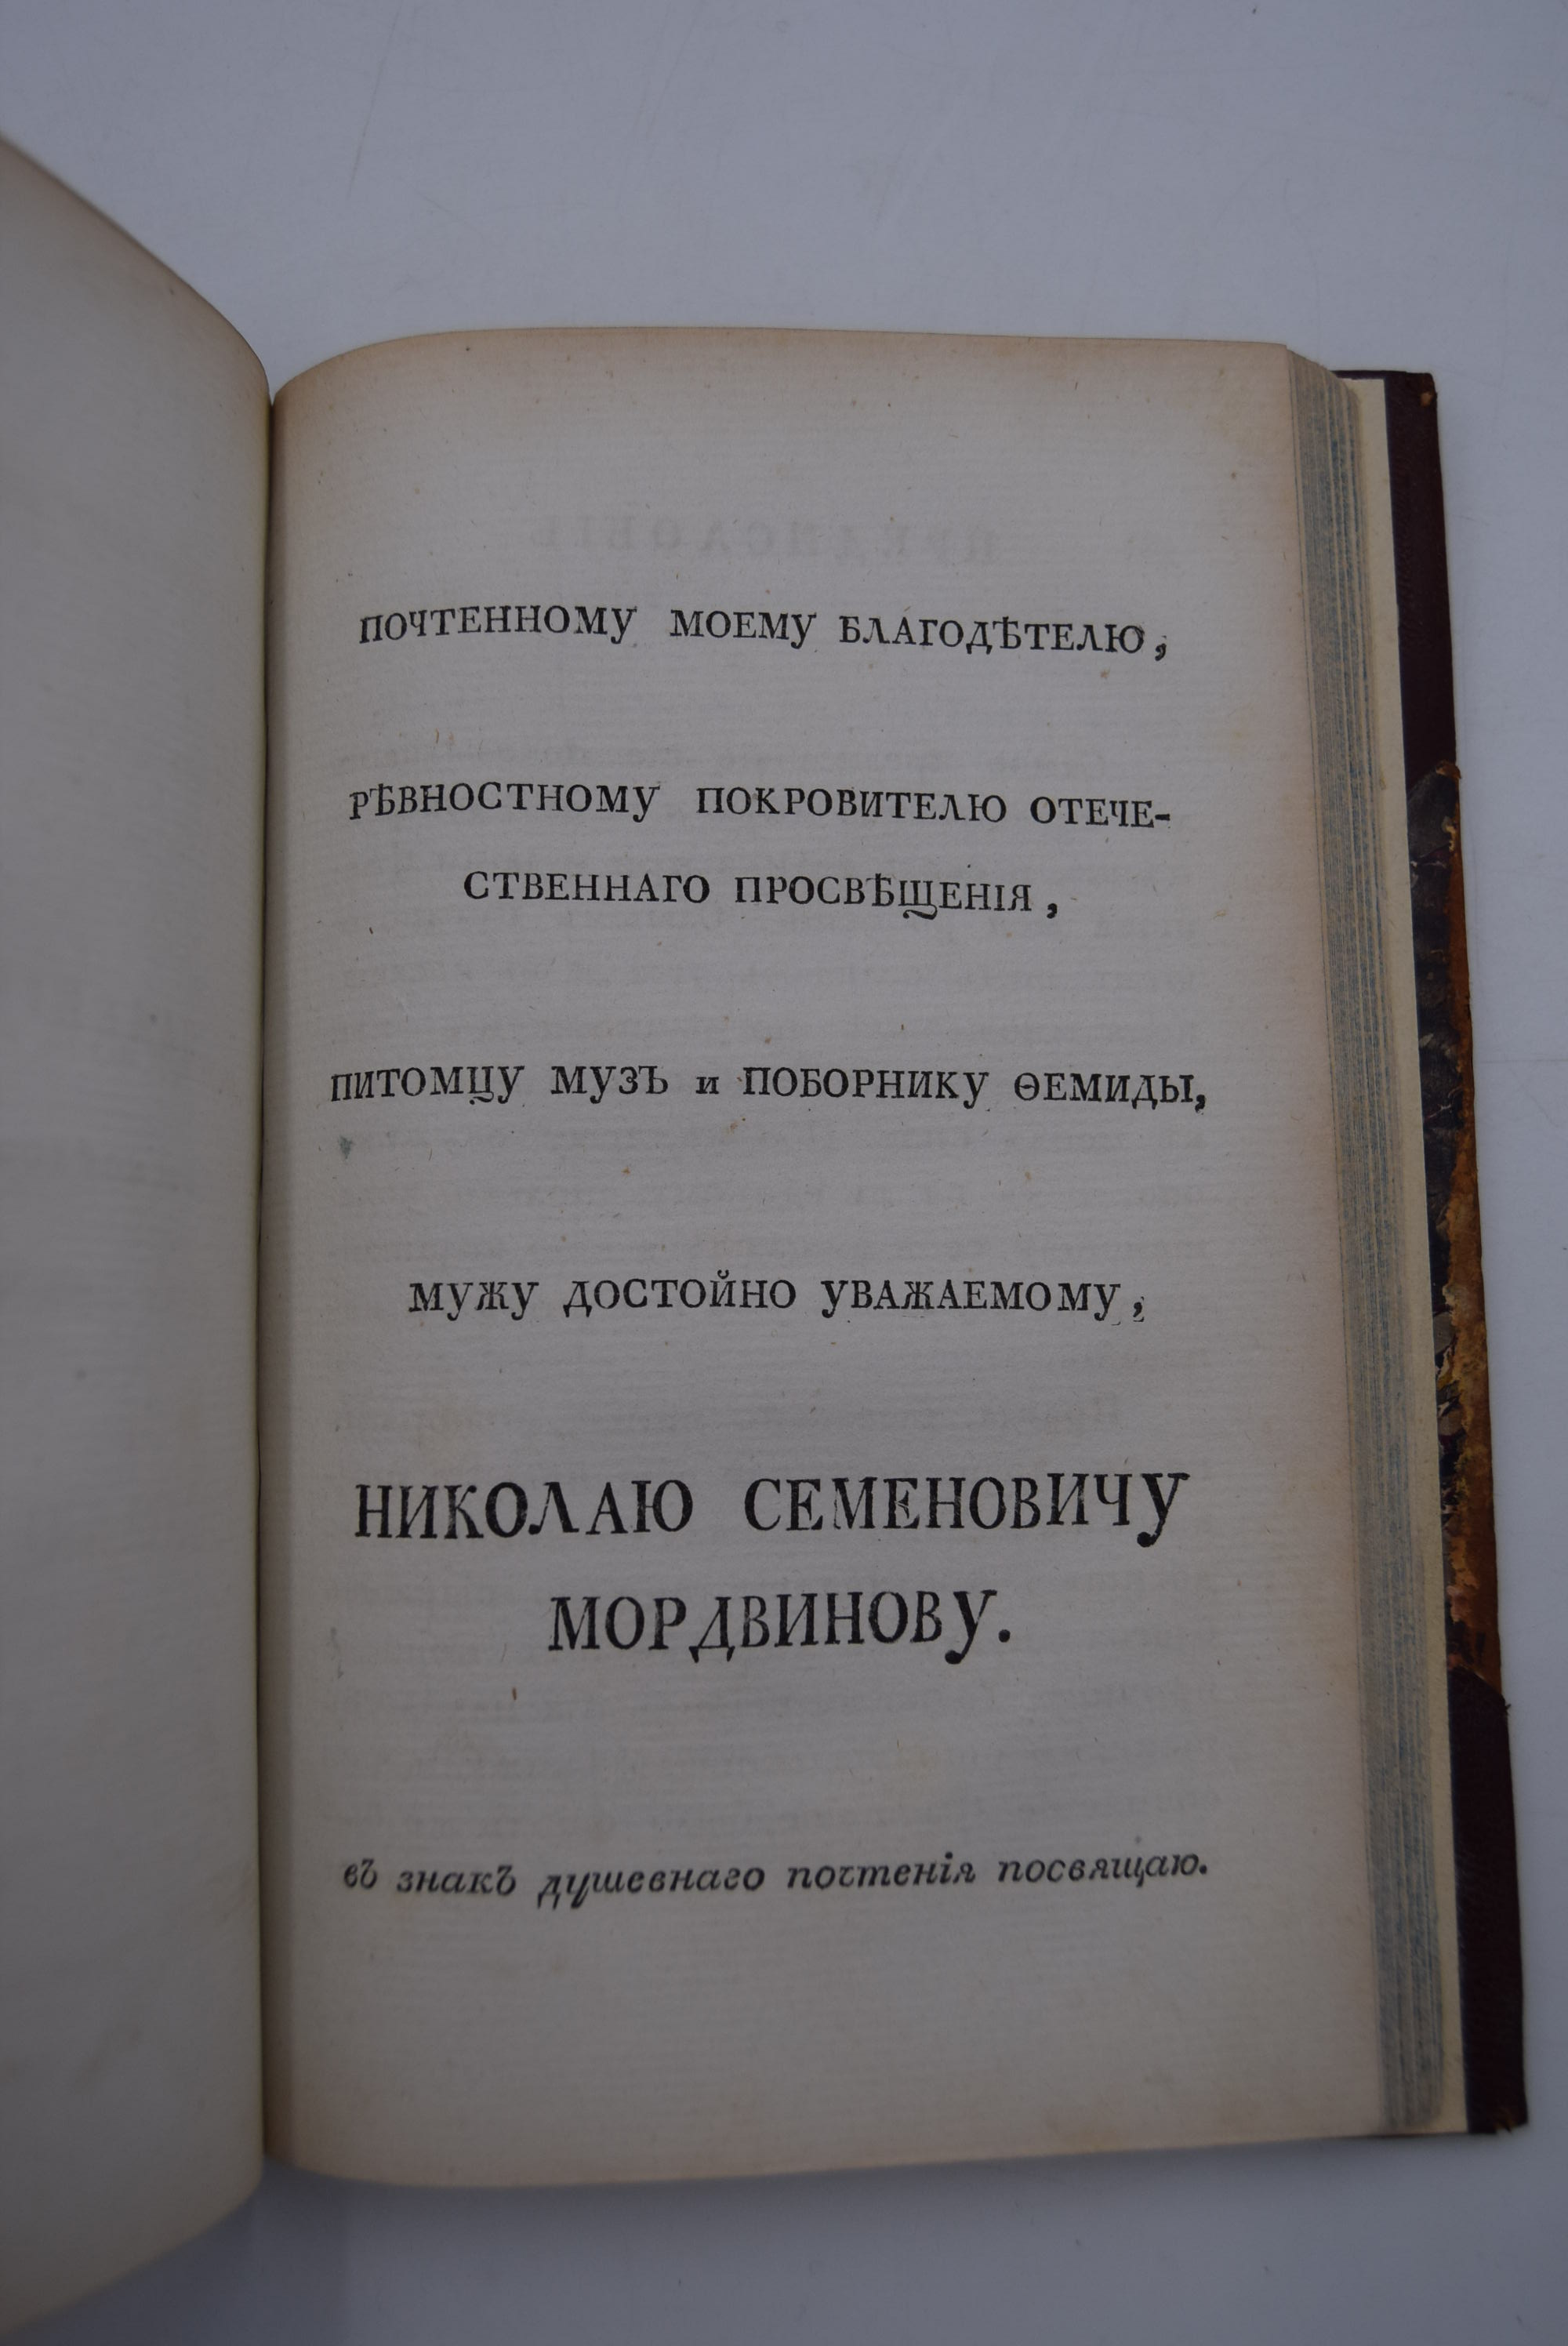 ПОЧТЕННОМУ МОЕМУ БЛАГОДѢТЕЛЮ,
РѢВНОСТНОМУ ПОКРОВИТЕЛЮ ОТЕЧЕ-
СТВЕННАГО ПРОСВѢЩЕНІЯ,
ПИТОМЦУ МУЗЪ и ПОБОРНИКУ ѲЕМИДЫ,
МУЖУ ДОСТОЙНО УВАЖАЕМОМУ,
НИКОЛАЮ СЕМЕНОВИЧУ
МОРДВИНОВУ.
въ знакъ душевнаго почтенія посвящаю.